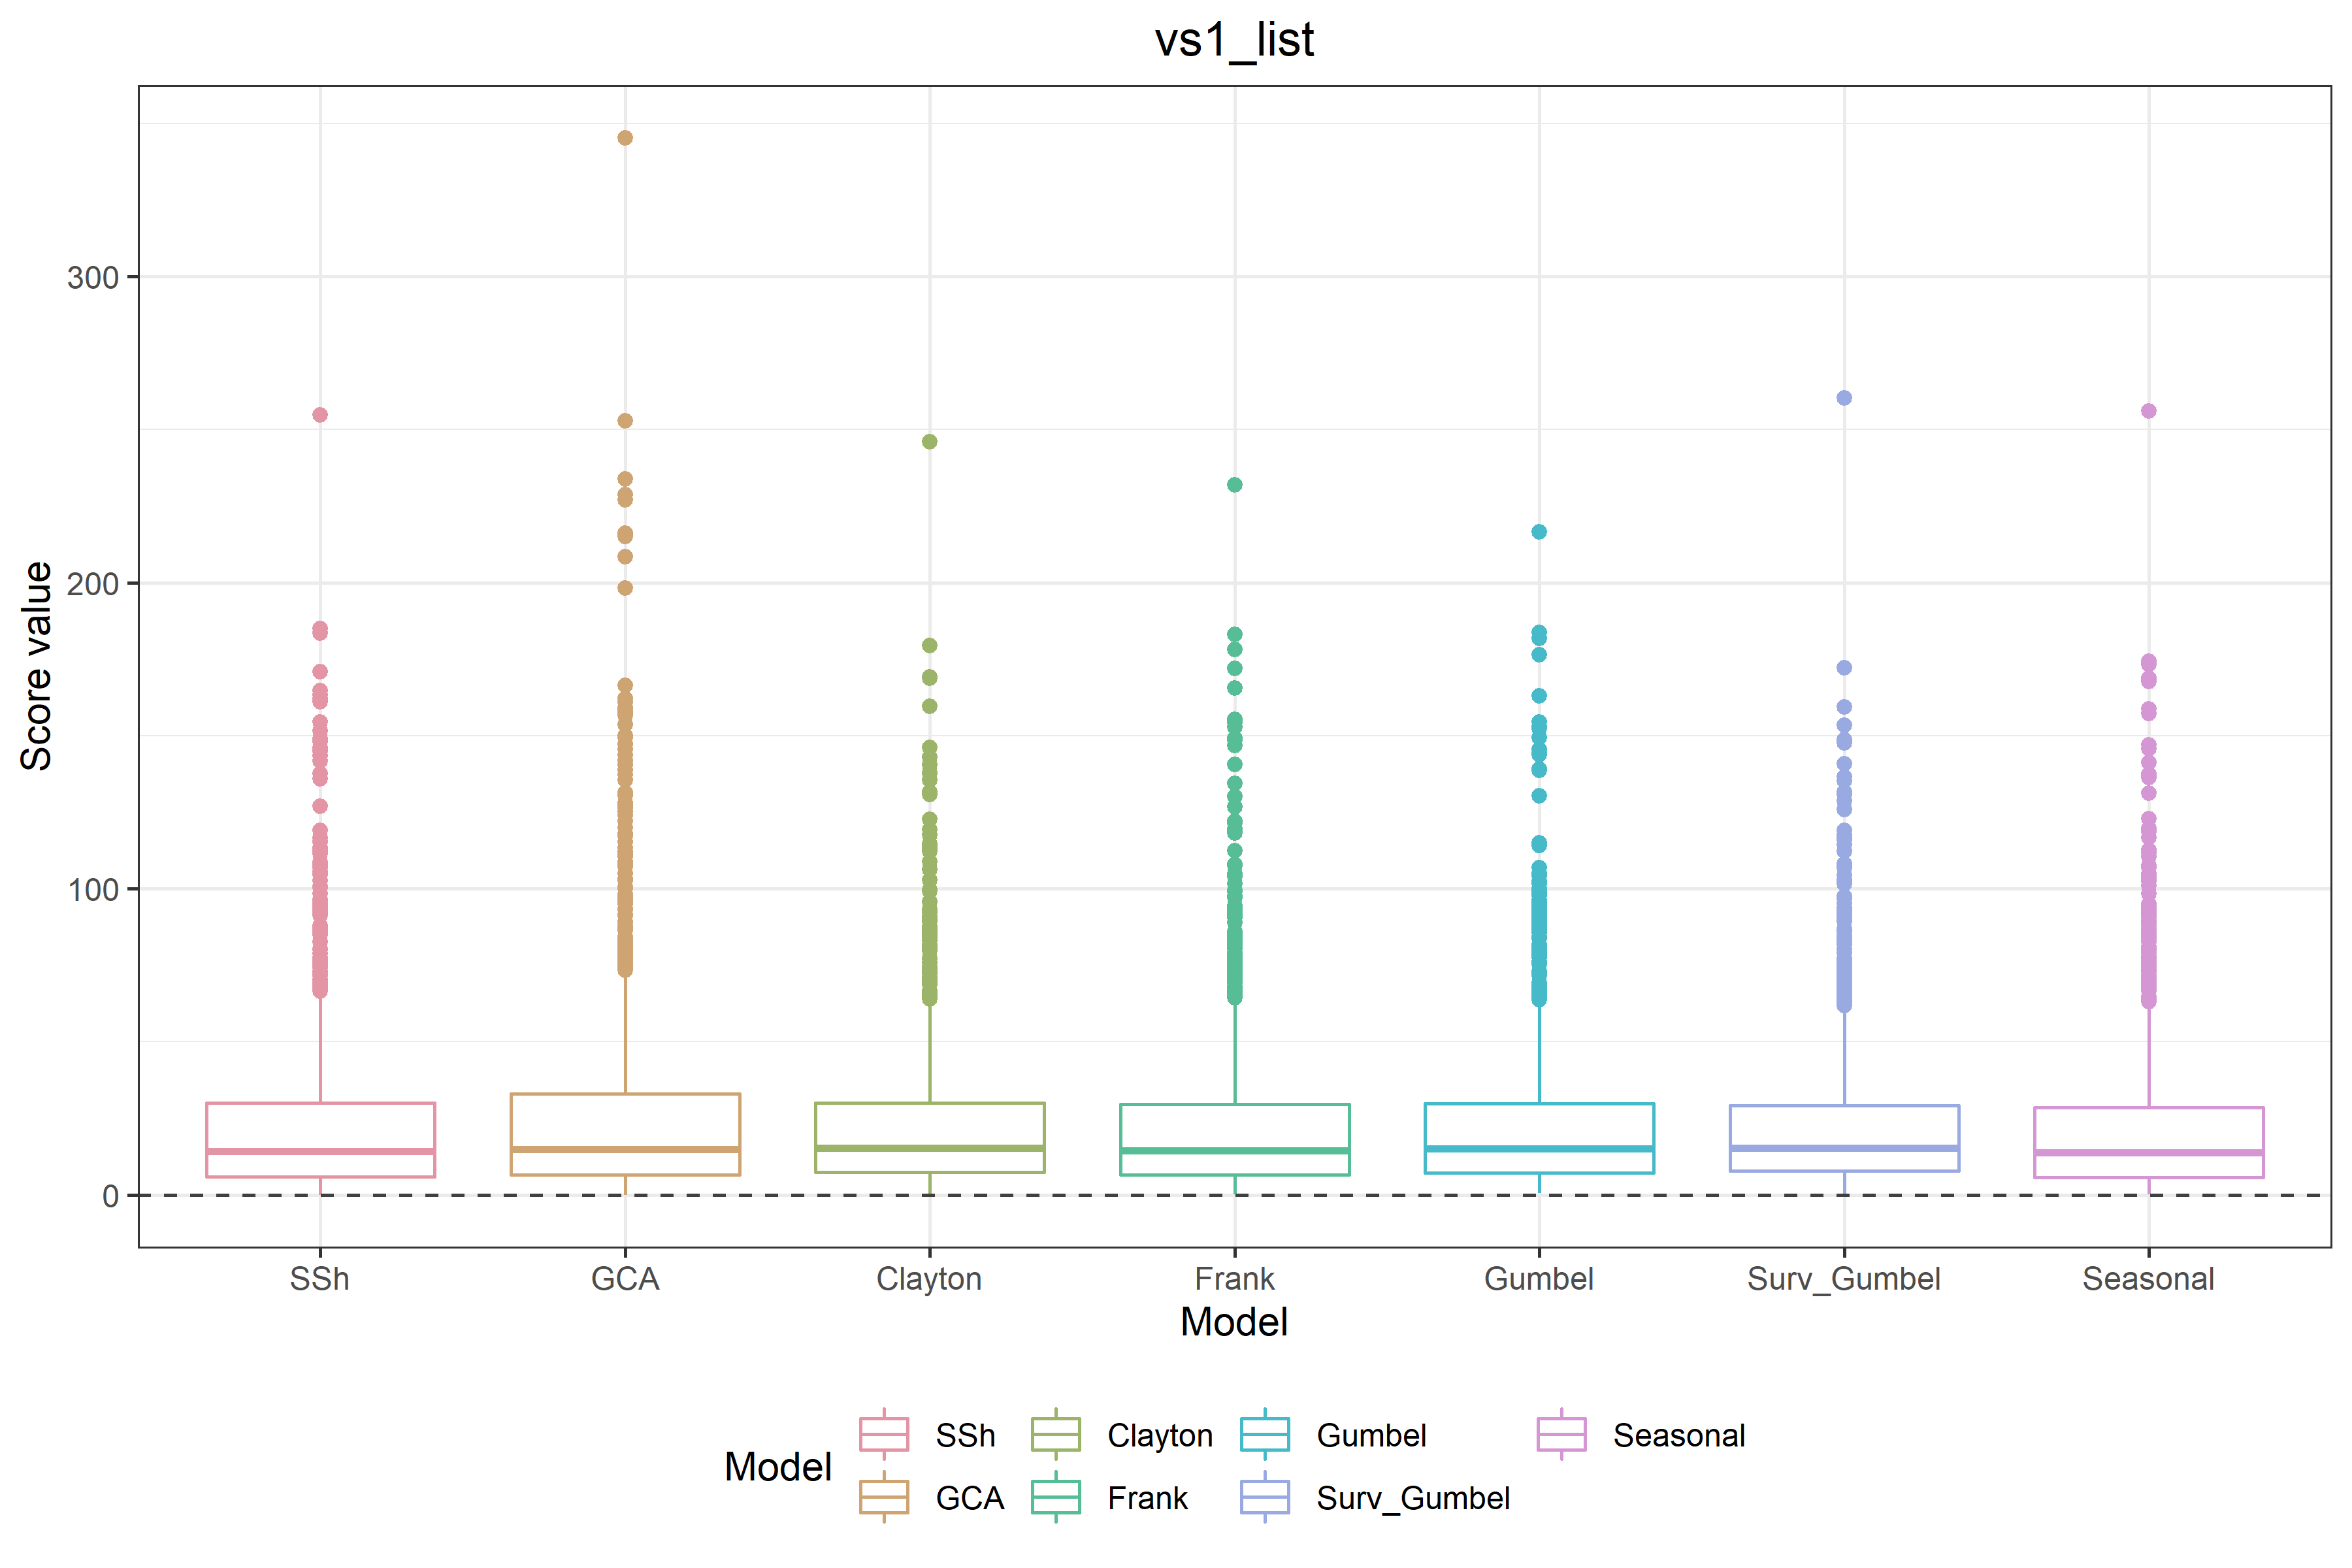 vs1_list
Score value
300
200
100
0
SSh GCA Clayton Frank Gumbel Surv_Gumbel Seasonal
Model
Model
SSh Clayton Gumbel Seasonal
GCA Frank Surv_Gumbel